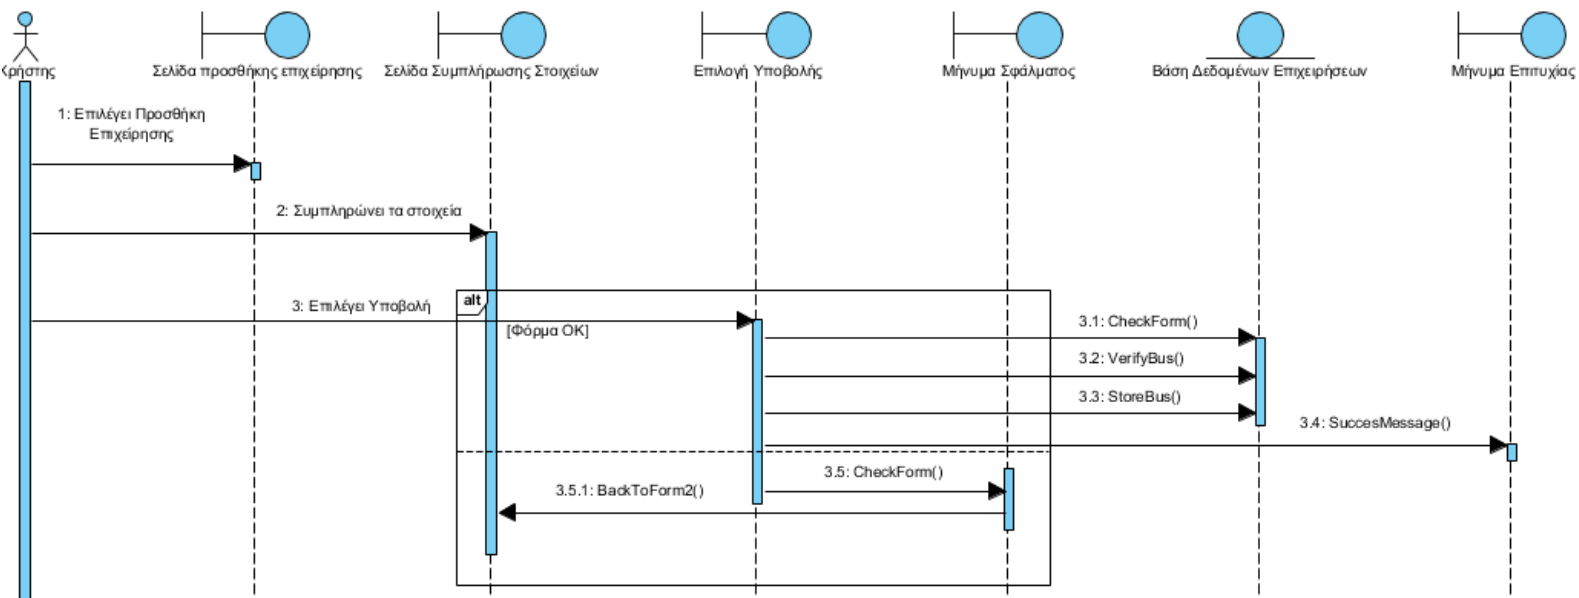 Χρήστης
Σελίδα προσθήκης επιχείρησης
Σελίδα Συμπλήρωσης Στοιχείων
Επιλογή Υποβολής
Μήνυμα Σφάλματος
Βάση Δεδομένων Επιχειρήσεων
Μήνυμα Επιτυχίας
1: Επιλέγει Προσθήκη
Επιχείρησης
2: Συμπληρώνει τα στοιχεία
alt
3: Επιλέγει Υποβολή
[Φόρμα ΟΚ]
3.1: CheckForm()
3.2: VerifyBus()
3.3: StoreBus()
3.4: SuccesMessage()
3.5: CheckForm()
3.5.1: BackToForm2()